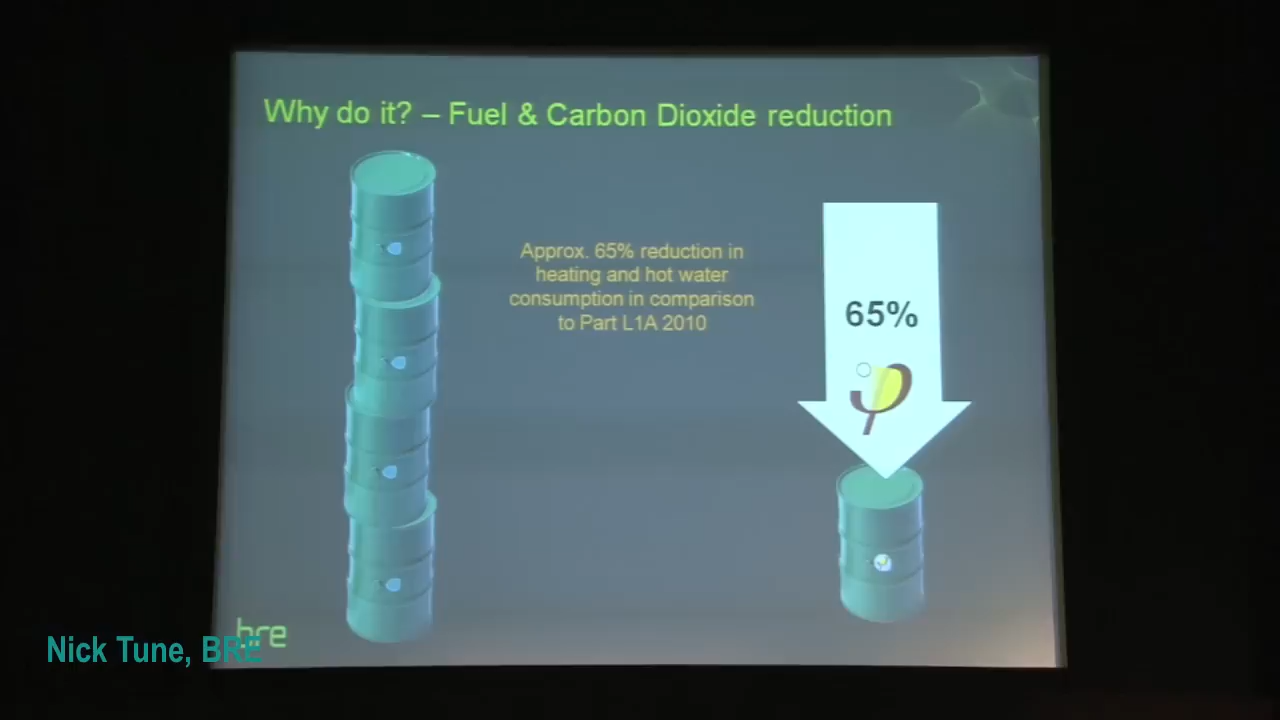 Why do it? – Fuel & Carbon Dioxide reduction
Approx. 65% reduction in
heating and hot water
consumption in comparison
to Part L1A 2010
65%
bre
Nick Tune, BRE